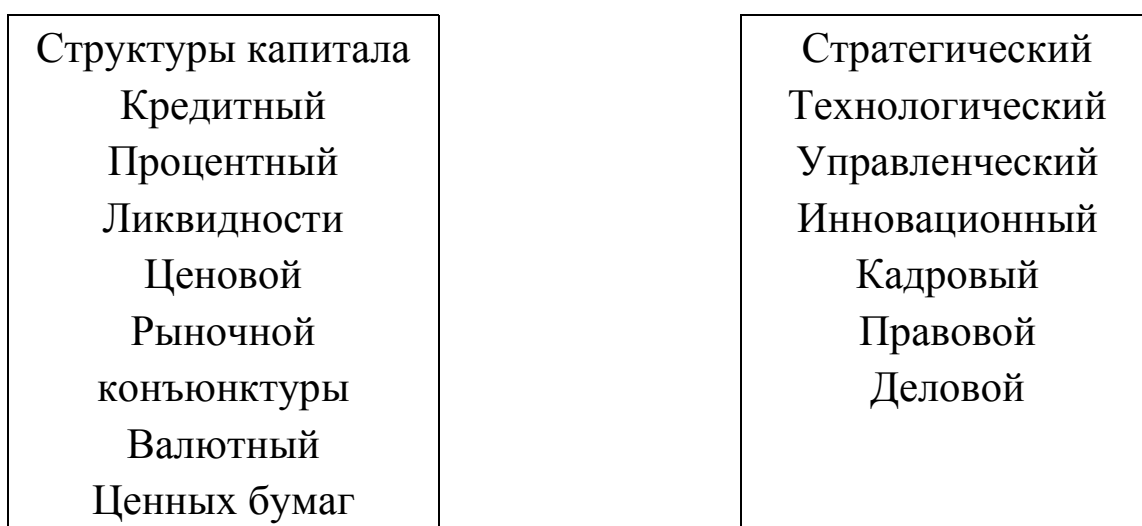 Структуры капитала
Кредитный
Процентный
Ликвидности
Ценовой
Рыночной
конъюнктуры
Валютный
Ценных бумаг
Стратегический
Технологический
Управленческий
Инновационный
Кадровый
Правовой
Деловой